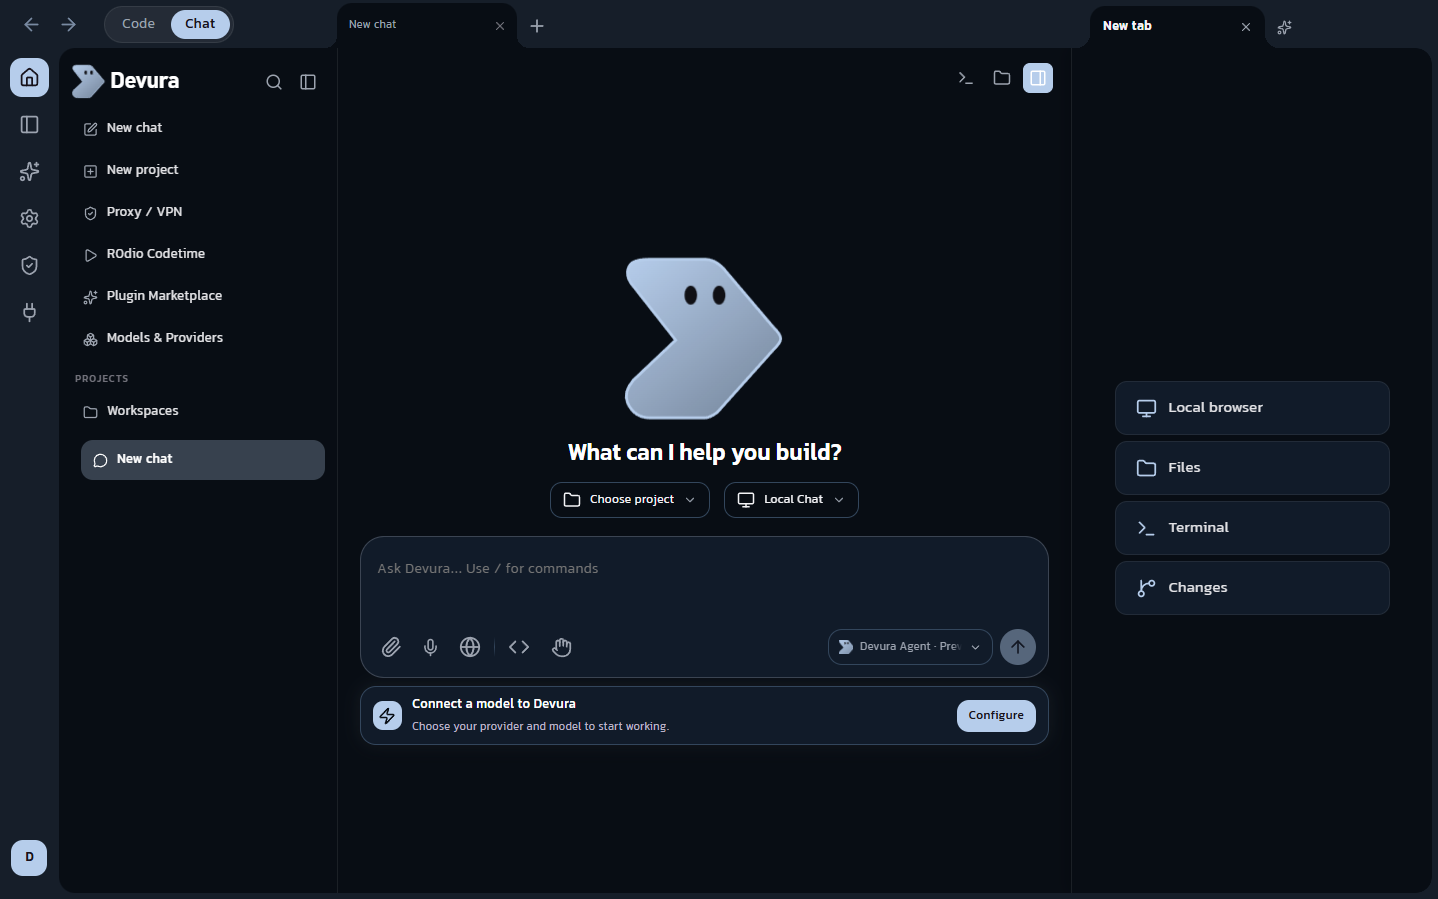 Code
Chat
New chat
New tab
Devura
New chat
New project
Proxy / VPN
R0dio Codetime
Plugin Marketplace
Models & Providers
PROJECTS
Workspaces
New chat
What can I help you build?
Choose project
Local Chat
Ask Devura... Use / for commands
Devura Agent · Prev
Connect a model to Devura
Choose your provider and model to start working.
Configure
Local browser
Files
Terminal
Changes
D